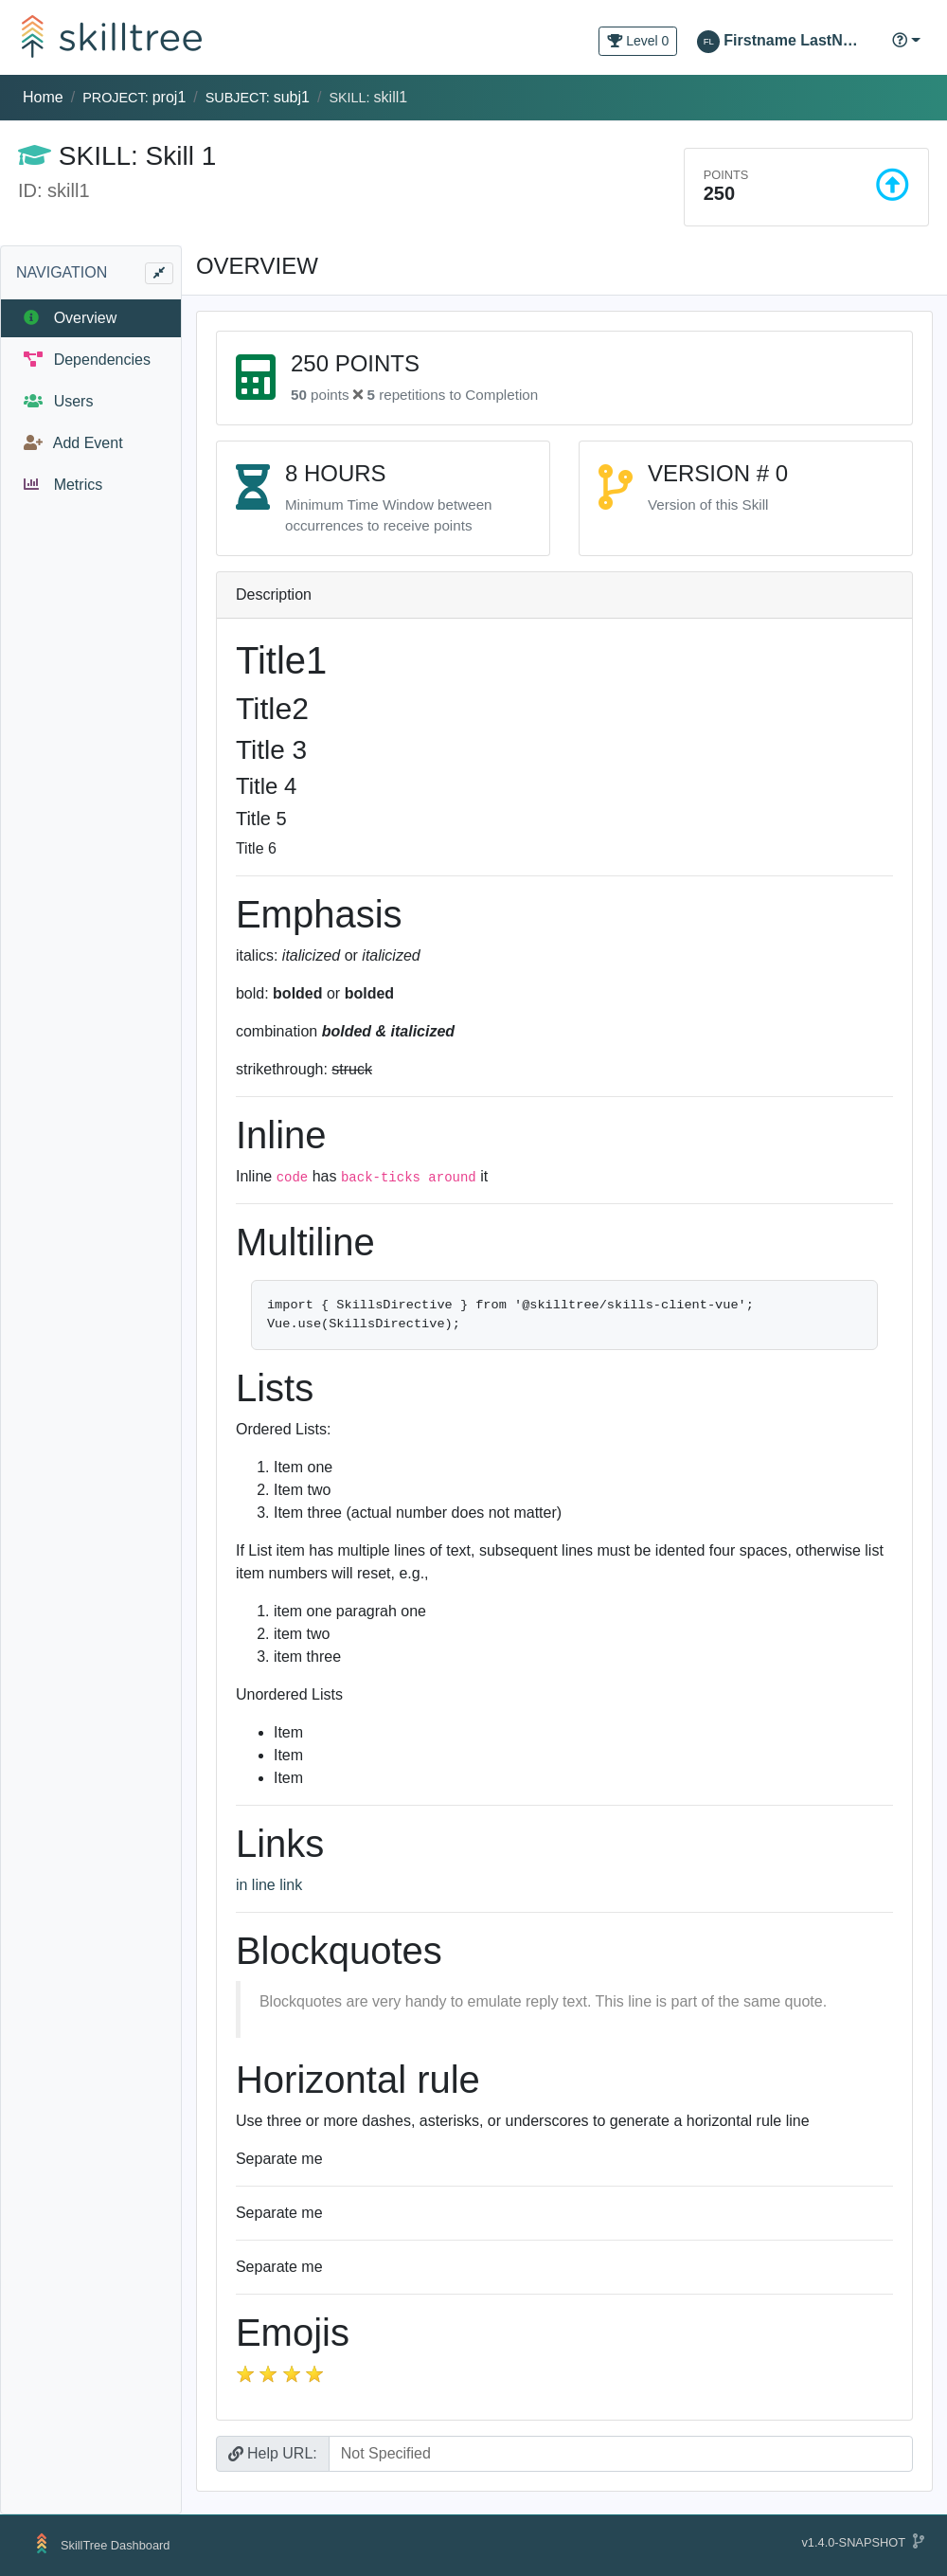 skilltree
Level 0
FL
Firstname LastN…
Home / PROJECT: proj1 / SUBJECT: subj1 / SKILL: skill1
SKILL: Skill 1
ID: skill1
POINTS
250
NAVIGATION
Overview
Dependencies
Users
Add Event
Metrics
OVERVIEW
250 POINTS
50 points × 5 repetitions to Completion
8 HOURS
Minimum Time Window between
occurrences to receive points
VERSION # 0
Version of this Skill
Description
Title1
Title2
Title 3
Title 4
Title 5
Title 6
Emphasis
italics: italicized or italicized
bold: bolded or bolded
combination bolded & italicized
strikethrough: struck
Inline
Inline code has back-ticks around it
Multiline
import { SkillsDirective } from '@skilltree/skills-client-vue';
Vue.use(SkillsDirective);
Lists
Ordered Lists:
1. Item one
2. Item two
3. Item three (actual number does not matter)
If List item has multiple lines of text, subsequent lines must be idented four spaces, otherwise list
item numbers will reset, e.g.,
1. item one paragrah one
2. item two
3. item three
Unordered Lists
• Item
• Item
• Item
Links
in line link
Blockquotes
Blockquotes are very handy to emulate reply text. This line is part of the same quote.
Horizontal rule
Use three or more dashes, asterisks, or underscores to generate a horizontal rule line
Separate me
Separate me
Separate me
Emojis
⭐ ⭐ ⭐ ⭐
Help URL:
Not Specified
SkillTree Dashboard
v1.4.0-SNAPSHOT